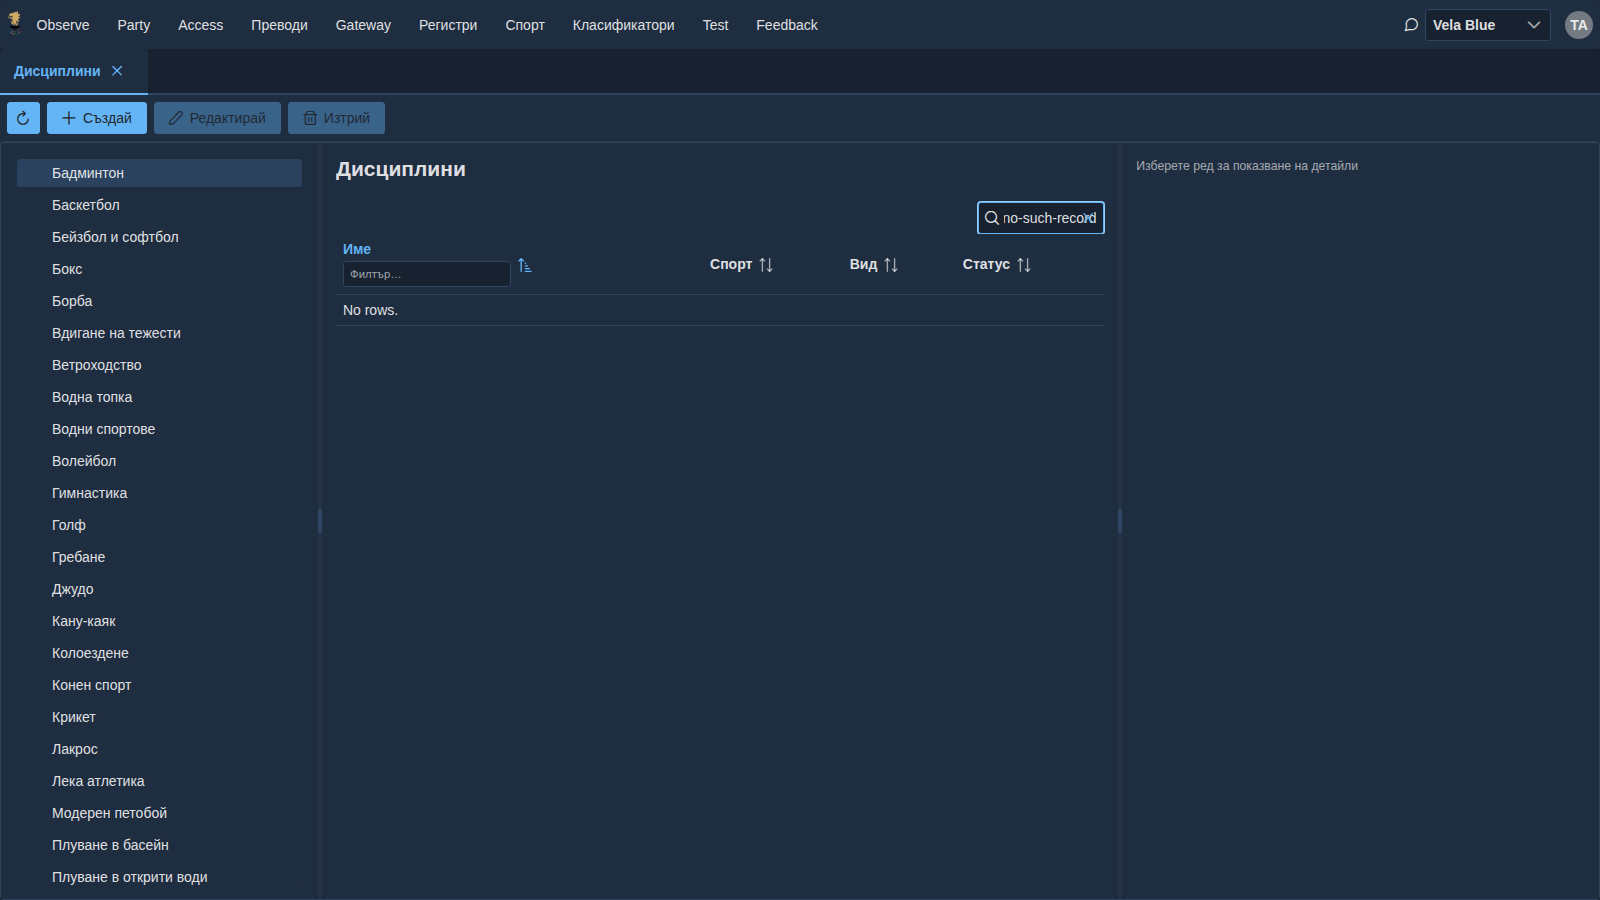 Observe Party Access Преводи Gateway Регистри Спорт Класификатори Test Feedback Vela Blue TA
Дисциплини
Създай Редактирай Изтрий
Бадминтон
Баскетбол
Бейзбол и софтбол
Бокс
Борба
Вдигане на тежести
Ветроходство
Водна топка
Водни спортове
Волейбол
Гимнастика
Голф
Гребане
Джудо
Кану-каяк
Колоездене
Конен спорт
Крикет
Лакрос
Лека атлетика
Модерен петобой
Плуване в басейн
Плуване в открити води
Дисциплини
no-such-record
Име Спорт Вид Статус
Филтър...
No rows.
Изберете ред за показване на детайли